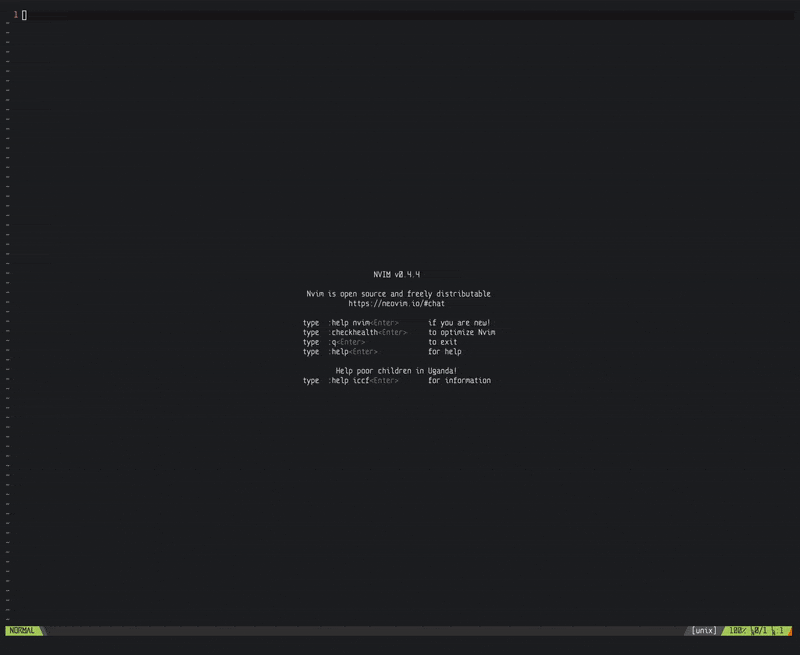 1
NVIM v0.4.4
Nvim is open source and freely distributable
https://neovim.io/#chat
type :help nvim<Enter> if you are new!
type :checkhealth<Enter> to optimize Nvim
type :q<Enter> to exit
type :help<Enter> for help
Help poor children in Uganda!
type :help iccf<Enter> for information
NORMAL [unix] 100% 0/1 :1